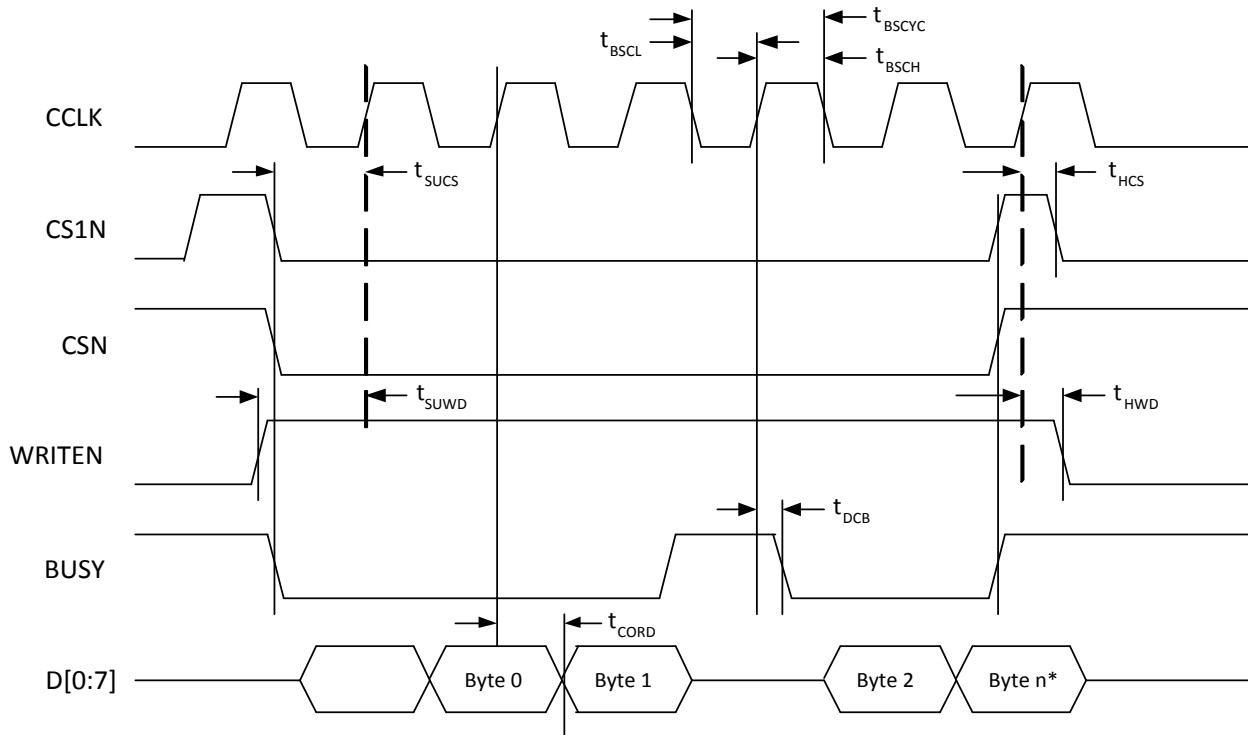 tBSCYC
tBSCL
tBSCH
CCLK
tSUCS
tHCS
CS1N
CSN
tSUWD
tHWD
WRITEN
tDCB
BUSY
tCORD
D[0:7]
Byte 0
Byte 1
Byte 2
Byte n*